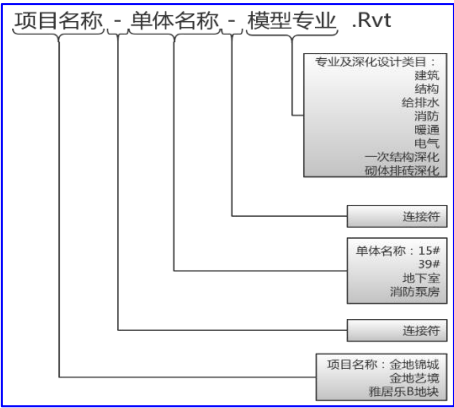 项目名称 - 单体名称 - 模型专业 .Rvt
专业及深化设计类目：
建筑
结构
给排水
消防
暖通
电气
一次结构深化
砌体排砖深化
连接符
单体名称：15#
39#
地下室
消防泵房
连接符
项目名称：金地锦城
金地艺境
雅居乐B地块